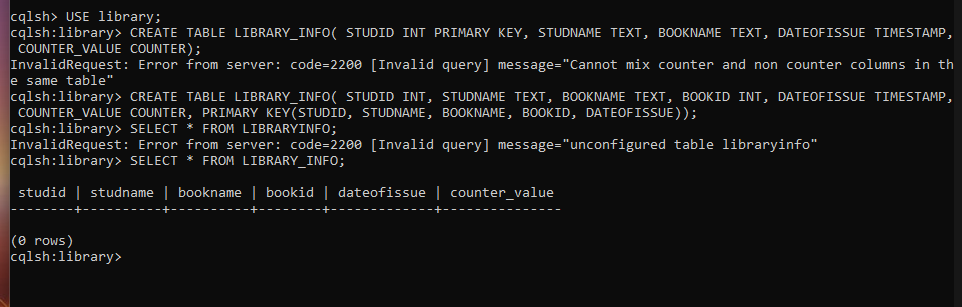 cqlsh> USE library;
cqlsh:library> CREATE TABLE LIBRARY_INFO( STUDID INT PRIMARY KEY, STUDNAME TEXT, BOOKNAME TEXT, DATEOFISSUE TIMESTAMP,
 COUNTER_VALUE COUNTER);
InvalidRequest: Error from server: code=2200 [Invalid query] message="Cannot mix counter and non counter columns in th
e same table"
cqlsh:library> CREATE TABLE LIBRARY_INFO( STUDID INT, STUDNAME TEXT, BOOKNAME TEXT, BOOKID INT, DATEOFISSUE TIMESTAMP,
 COUNTER_VALUE COUNTER, PRIMARY KEY(STUDID, STUDNAME, BOOKNAME, BOOKID, DATEOFISSUE));
cqlsh:library> SELECT * FROM LIBRARYINFO;
InvalidRequest: Error from server: code=2200 [Invalid query] message="unconfigured table libraryinfo"
cqlsh:library> SELECT * FROM LIBRARY_INFO;
 studid | studname | bookname | bookid | dateofissue | counter_value
--------+----------+----------+--------+-------------+---------------
(0 rows)
cqlsh:library>